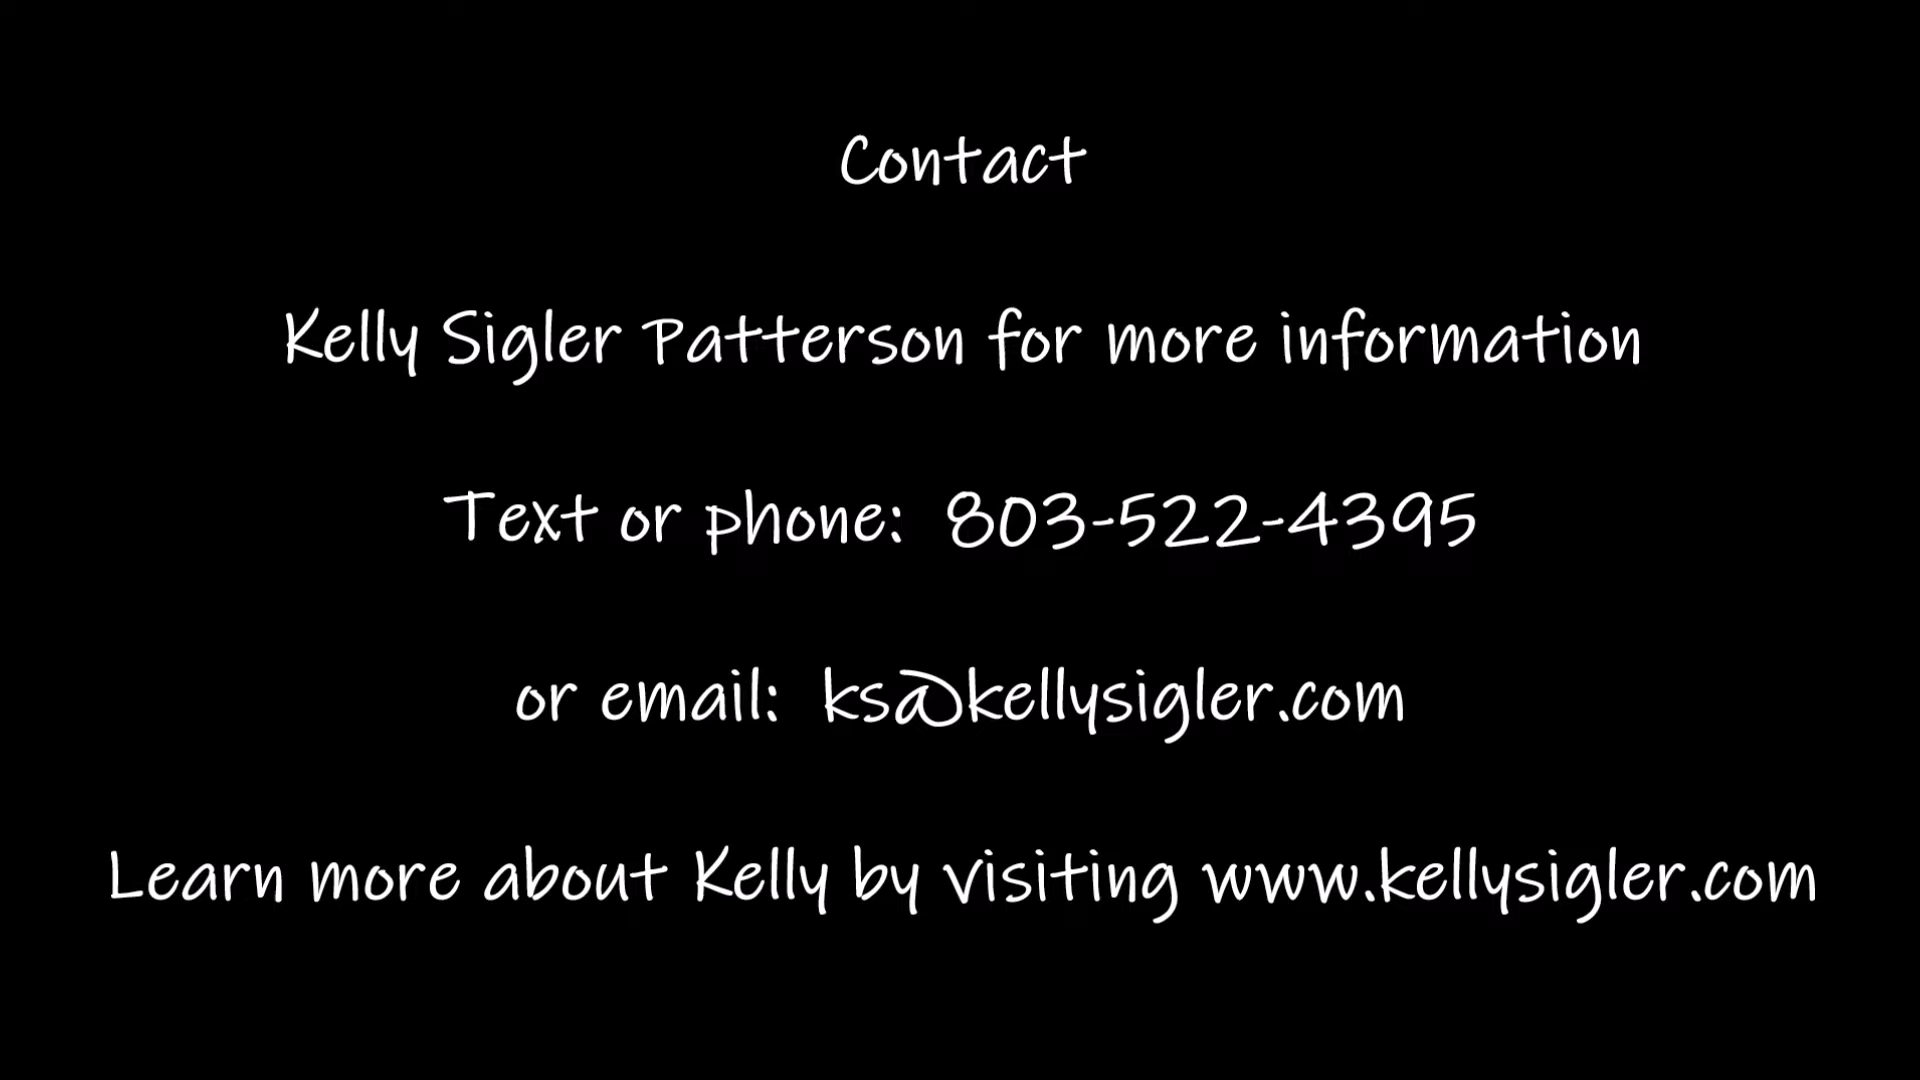 Contact
Kelly Sigler Patterson for more information
Text or phone:  803-522-4395
or email:  ks@kellysigler.com
Learn more about Kelly by visiting www.kellysigler.com